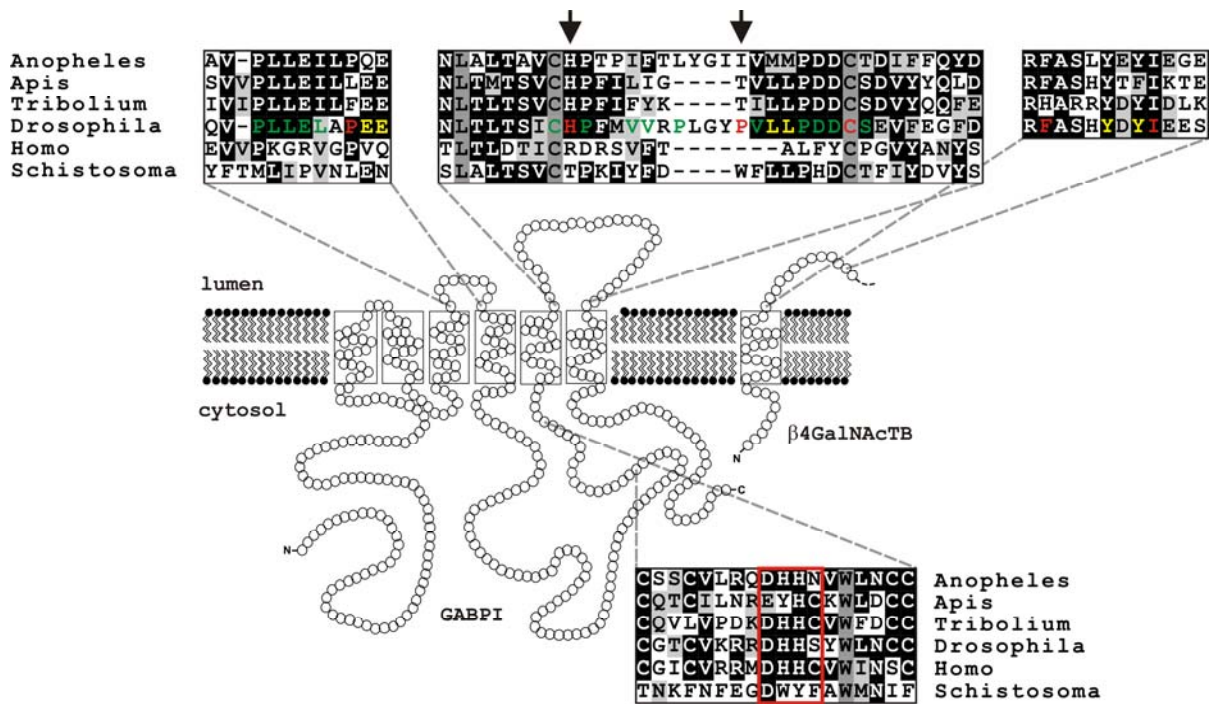 Anopheles AV-PLLEILPQE NLALTAVCHPTPIFTLYGIIVMMPDDCTDIFFQYD RFASLYEYIEGE
Apis SVVPLLEILLEE NLTMTSVCHPFILIG----TVLLPDDCSDVYYQLD RFASHYTFIKTE
Tribolium IVIPLLEILFEE NLTLTSVCHPFIFYK----TILLPDDCSDVYQQFE RHARRYDYIDLK
Drosophila QV-PLLELAPEE NLTLTSICHPFMVVRPLGYPVLLPDDCSEVFEGFD RFASHYDYIEES
Homo EVVPKGRVGPVQ TLTLDTICRDRSVFT-------ALFYCPGVYANYS
Schistosoma YFTMLIPVNLEN SLALTSVCTPKIYFD----WFLLPHDCTFIYDVYS
lumen
cytosol
β4GalNAcTB
N
C
N
GABPI
CSSCVLRQDHHNVWLNCC Anopheles
CQTCILNREYHCKWLDCC Apis
CQVLVPDKDHHCVWFDCC Tribolium
CGTCVKRRDHHSYWLNCC Drosophila
CGICVRRMDHHCVWINSC Homo
TNKFNFEGDWYFAWMNIF Schistosoma